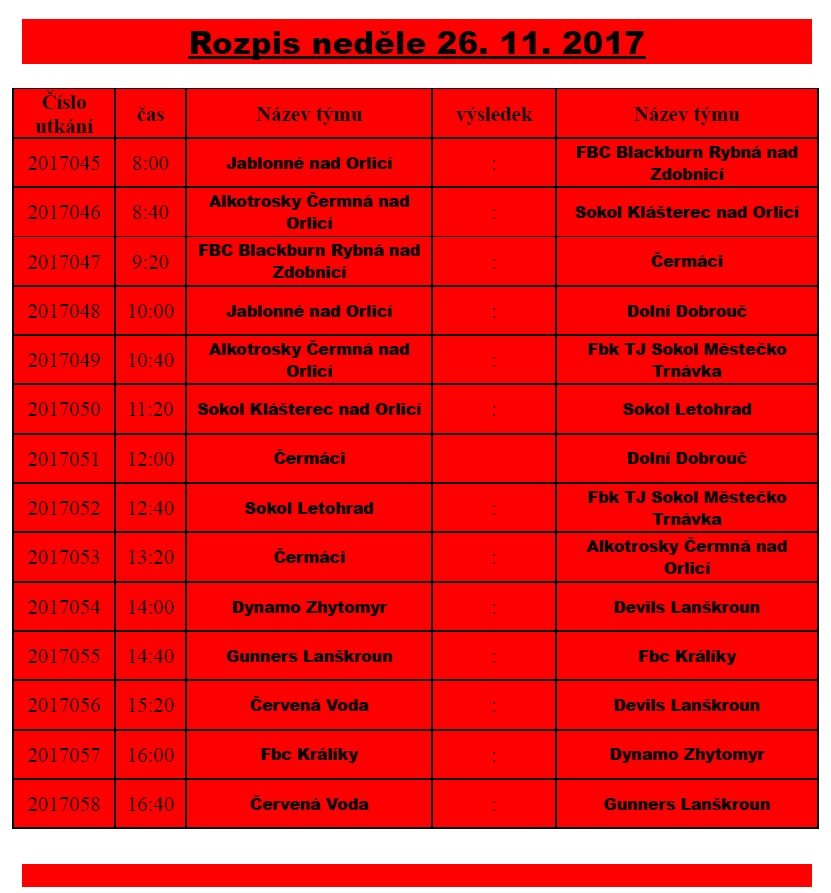 Rozpis neděle 26. 11. 2017
Číslo
utkání
čas
Název týmu
výsledek
Název týmu
2017045 8:00 Jablonné nad Orlicí : FBC Blackburn Rybná nad
Zdobnicí
2017046 8:40 Alkotrosky Čermná nad
Orlicí : Sokol Klášterec nad Orlicí
2017047 9:20 FBC Blackburn Rybná nad
Zdobnicí : Čermáci
2017048 10:00 Jablonné nad Orlicí : Dolní Dobrouč
2017049 10:40 Alkotrosky Čermná nad
Orlicí : Fbk TJ Sokol Městečko
Trnávka
2017050 11:20 Sokol Klášterec nad Orlicí : Sokol Letohrad
2017051 12:00 Čermáci Dolní Dobrouč
2017052 12:40 Sokol Letohrad : Fbk TJ Sokol Městečko
Trnávka
2017053 13:20 Čermáci : Alkotrosky Čermná nad
Orlicí
2017054 14:00 Dynamo Zhytomyr : Devils Lanškroun
2017055 14:40 Gunners Lanškroun : Fbc Králíky
2017056 15:20 Červená Voda : Devils Lanškroun
2017057 16:00 Fbc Králíky : Dynamo Zhytomyr
2017058 16:40 Červená Voda : Gunners Lanškroun